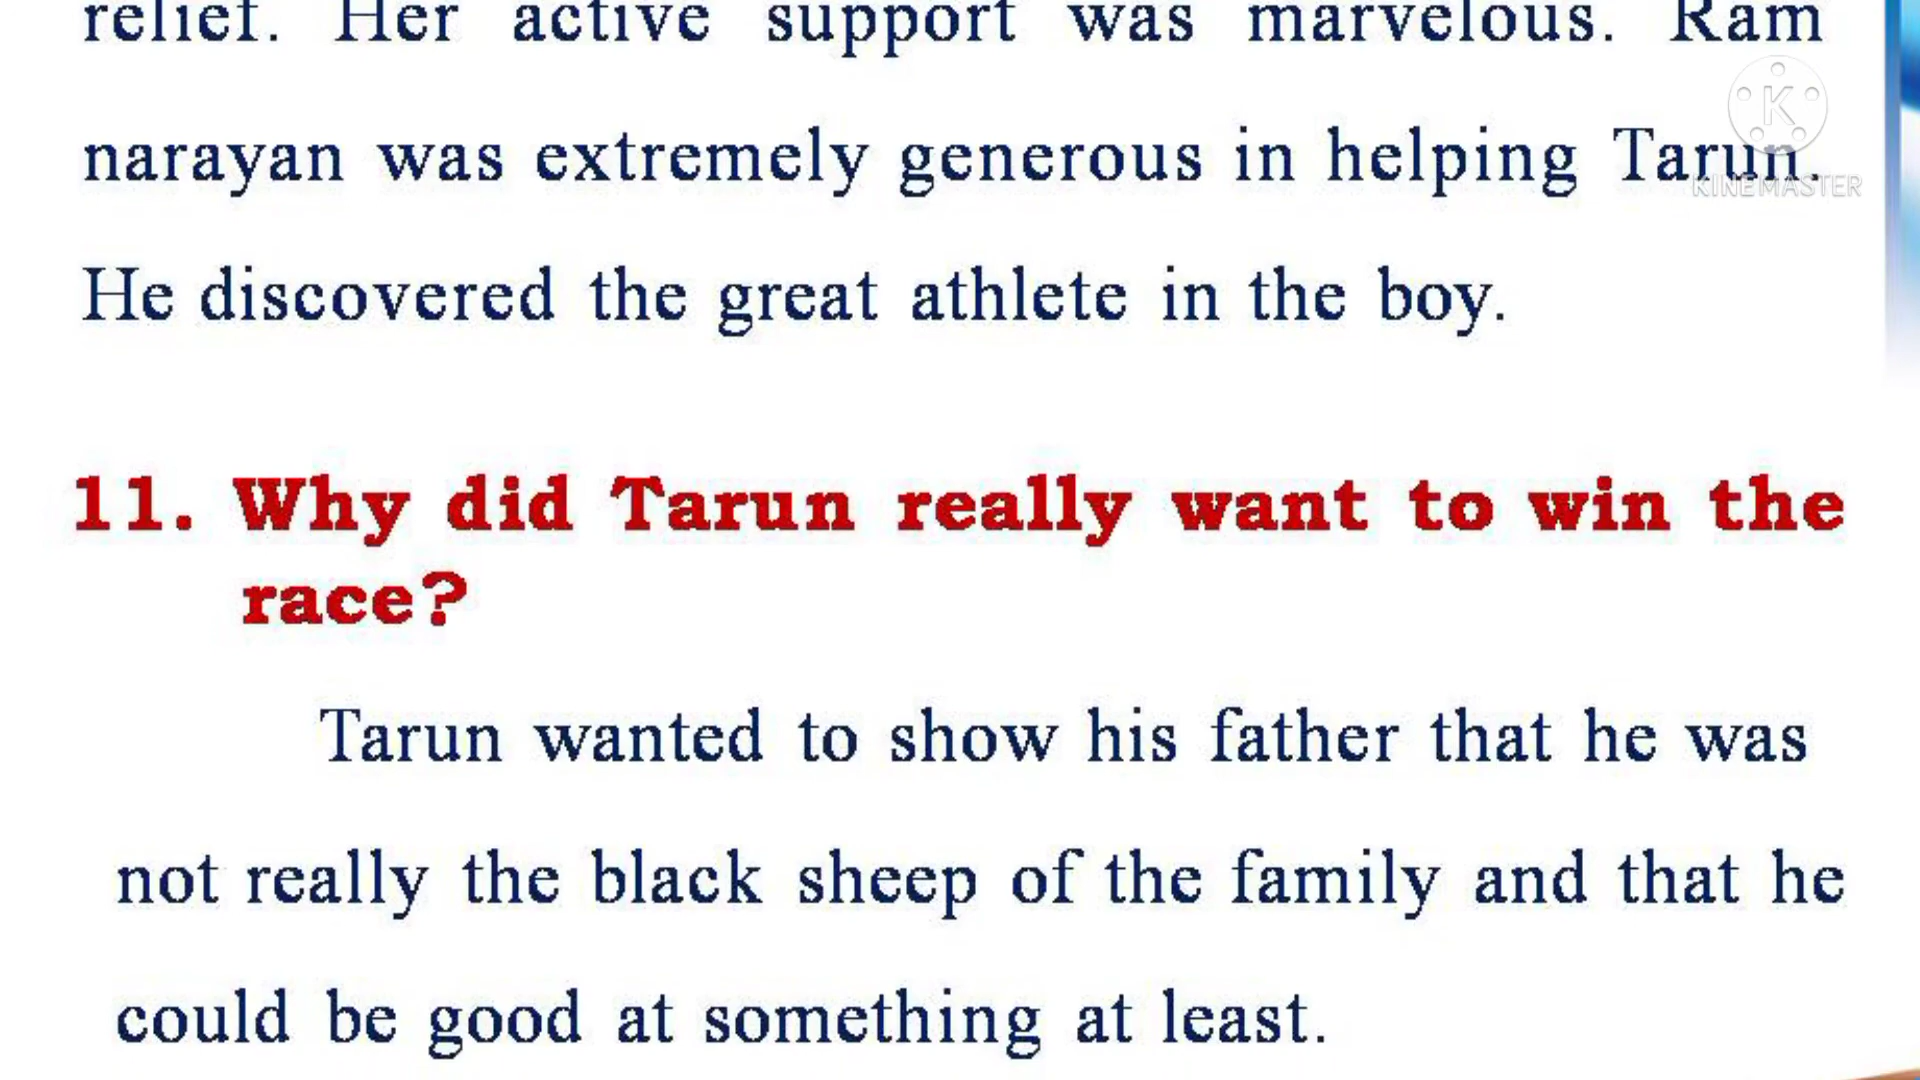 relief. Her active support was marvelous. Ram
narayan was extremely generous in helping Tarun.
He discovered the great athlete in the boy.
11. Why did Tarun really want to win the
race?
Tarun wanted to show his father that he was
not really the black sheep of the family and that he
could be good at something at least.
K
KINEMASTER